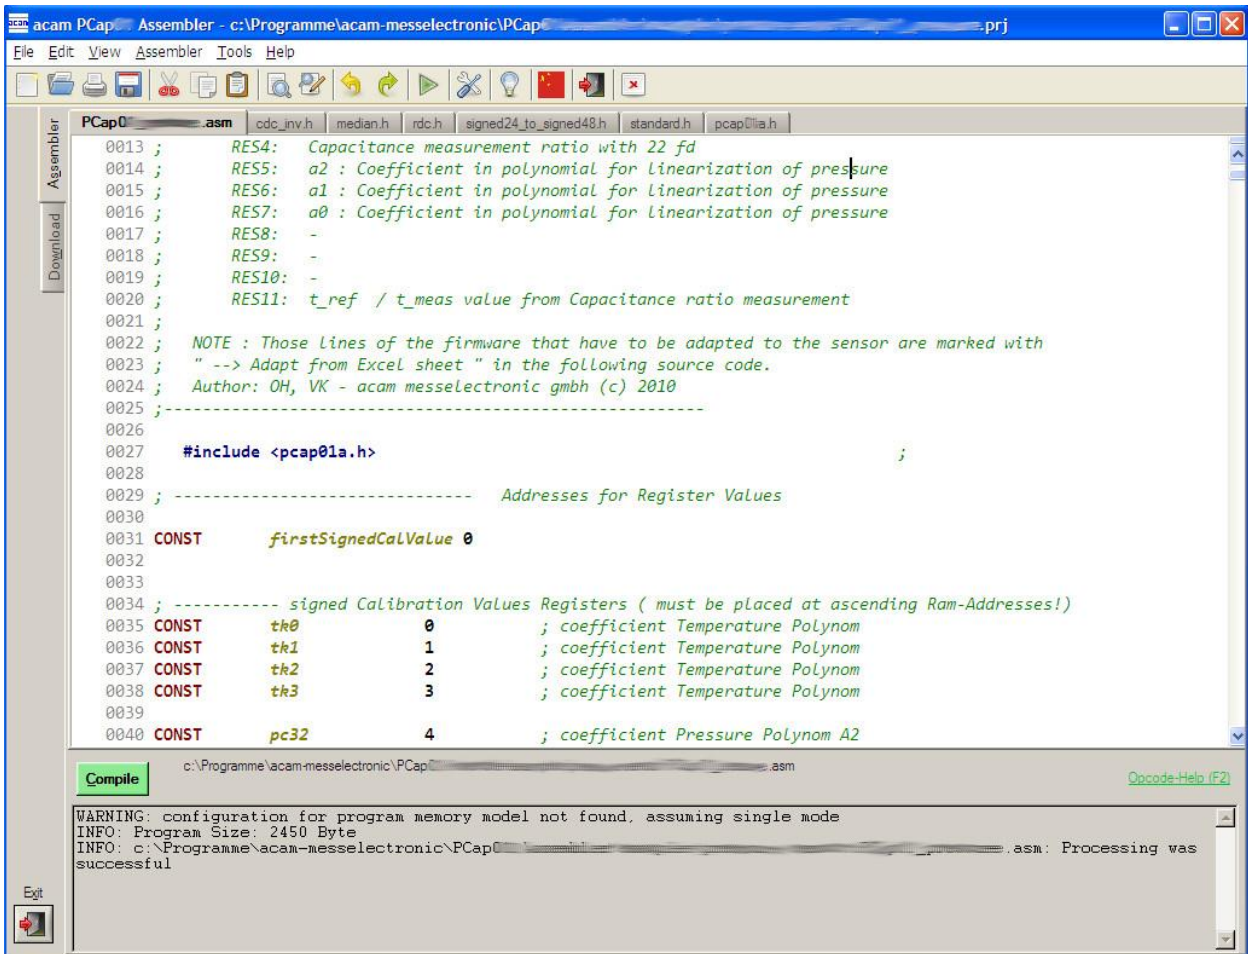 acam acam PCap Assembler - c:\Programme\acam-messelectronic\PCap .prj
File Edit View Assembler Tools Help
Assembler
Download
PCap0 .asm cdc_inv.h median.h rdc.h signed24_to_signed48.h standard.h
0013 ; RES4: Capacitance measurement ratio with 22 fd
0014 ; RES5: a2 : Coefficient in polynomial for linearization of pressure
0015 ; RES6: a1 : Coefficient in polynomial for linearization of pressure
0016 ; RES7: a0 : Coefficient in polynomial for linearization of pressure
0017 ; RES8: -
0018 ; RES9: -
0019 ; RES10: -
0020 ; RES11: t_ref / t_meas value from Capacitance ratio measurement
0021 ;
0022 ; NOTE : Those lines of the firmware that have to be adapted to the sensor are marked with
0023 ; " --> Adapt from Excel sheet " in the following source code.
0024 ; Author: OH, VK - acam messelectronic gmbh (c) 2010
0025 ;---------------------------------------------------------
0026
0027 #include <pcap01a.h> ;
0028
0029 ; ------------------------------- Addresses for Register Values
0030
0031 CONST firstSignedCalValue 0
0032
0033
0034 ; ----------- signed Calibration Values Registers ( must be placed at ascending Ram-Addresses!)
0035 CONST tk0 0 ; coefficient Temperature Polynom
0036 CONST tk1 1 ; coefficient Temperature Polynom
0037 CONST tk2 2 ; coefficient Temperature Polynom
0038 CONST tk3 3 ; coefficient Temperature Polynom
0039
0040 CONST pc32 4 ; coefficient Pressure Polynom A2
Compile c:\Programme\acam-messelectronic\PCap .asm Opcode-Help (F2)
WARNING: configuration for program memory model not found, assuming single mode
INFO: Program Size: 2450 Byte
INFO: c:\Programme\acam-messelectronic\PCap0 .asm: Processing was
successful
Exit